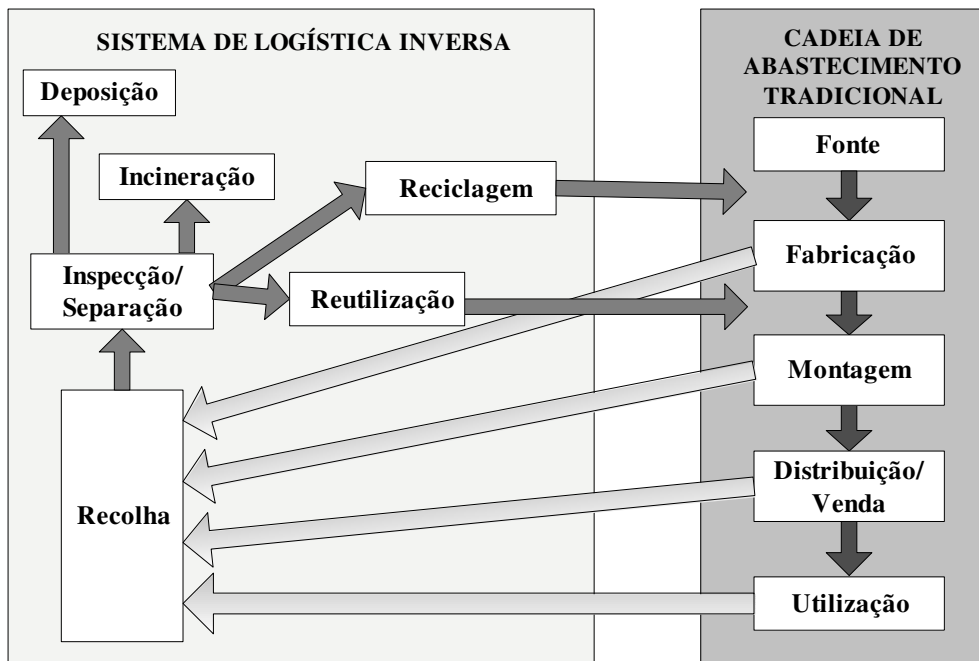 SISTEMA DE LOGÍSTICA INVERSA
Deposição
Incineração
Reciclagem
Inspecção/
Separação
Reutilização
Recolha
CADEIA DE
ABASTECIMENTO
TRADICIONAL
Fonte
Fabricação
Montagem
Distribuição/
Venda
Utilização